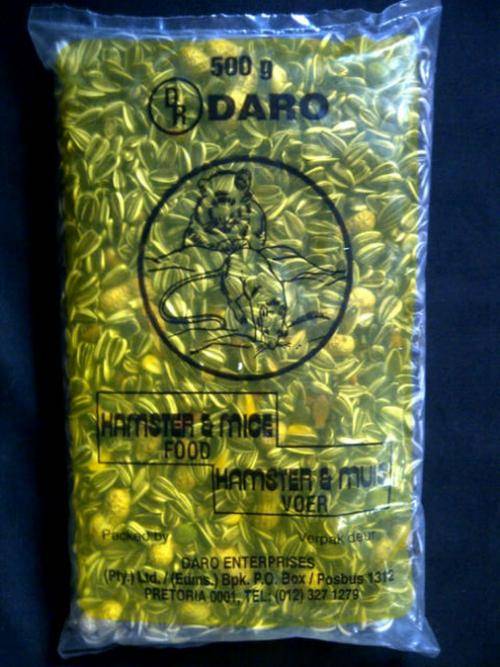 500 g
DR DARO
HAMSTER & MICE
FOOD
HAMSTER & MUIS
VOER
Packed by Verpak deur
DARO ENTERPRISES
(Pty.) Ltd. / (Edms.) Bpk. P.O. Box / Posbus 1312
PRETORIA 0001, TEL: (012) 327 1279